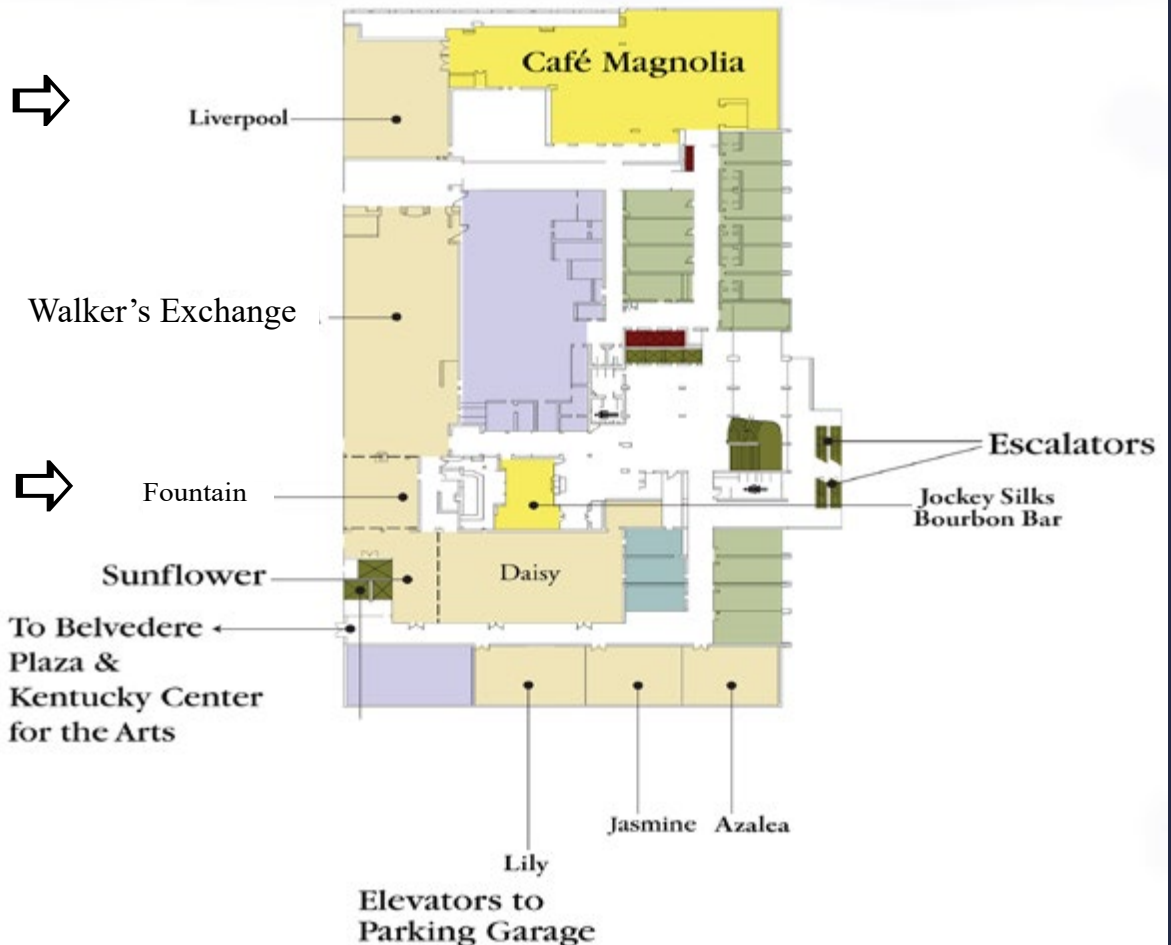 Café Magnolia
Liverpool
Walker’s Exchange
Escalators
Fountain
Jockey Silks
Bourbon Bar
Sunflower
Daisy
To Belvedere
Plaza &
Kentucky Center
for the Arts
Jasmine
Azalea
Lily
Elevators to
Parking Garage